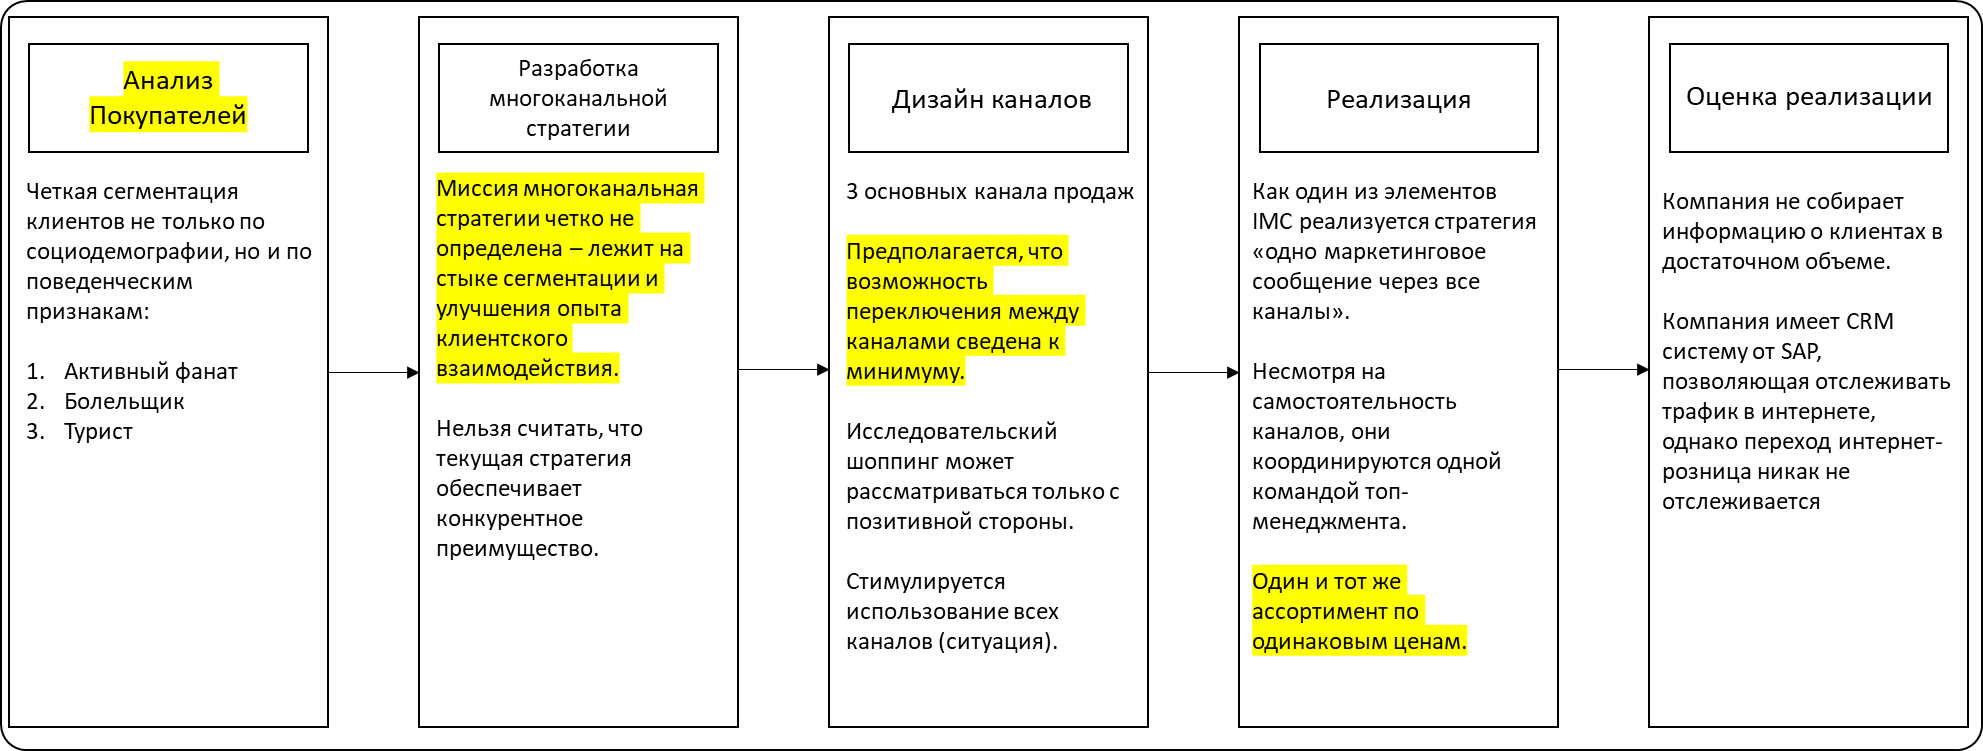 Анализ
Покупателей
Четкая сегментация
клиентов не только по
социодемографии, но и по
поведенческим
признакам:
1. Активный фанат
2. Болельщик
3. Турист
Разработка
многоканальной
стратегии
Миссия многоканальная
стратегии четко не
определена – лежит на
стыке сегментации и
улучшения опыта
клиентского
взаимодействия.
Нельзя считать, что
текущая стратегия
обеспечивает
конкурентное
преимущество.
Дизайн каналов
3 основных канала продаж
Предполагается, что
возможность
переключения между
каналами сведена к
минимуму.
Исследовательский
шоппинг может
рассматриваться только с
позитивной стороны.
Стимулируется
использование всех
каналов (ситуация).
Реализация
Как один из элементов
IMC реализуется стратегия
«одно маркетинговое
сообщение через все
каналы».
Несмотря на
самостоятельность
каналов, они
координируются одной
командой топ-
менеджмента.
Один и тот же
ассортимент по
одинаковым ценам.
Оценка реализации
Компания не собирает
информацию о клиентах в
достаточном объеме.
Компания имеет CRM
систему от SAP,
позволяющая отслеживать
трафик в интернете,
однако переход интернет-
розница никак не
отслеживается